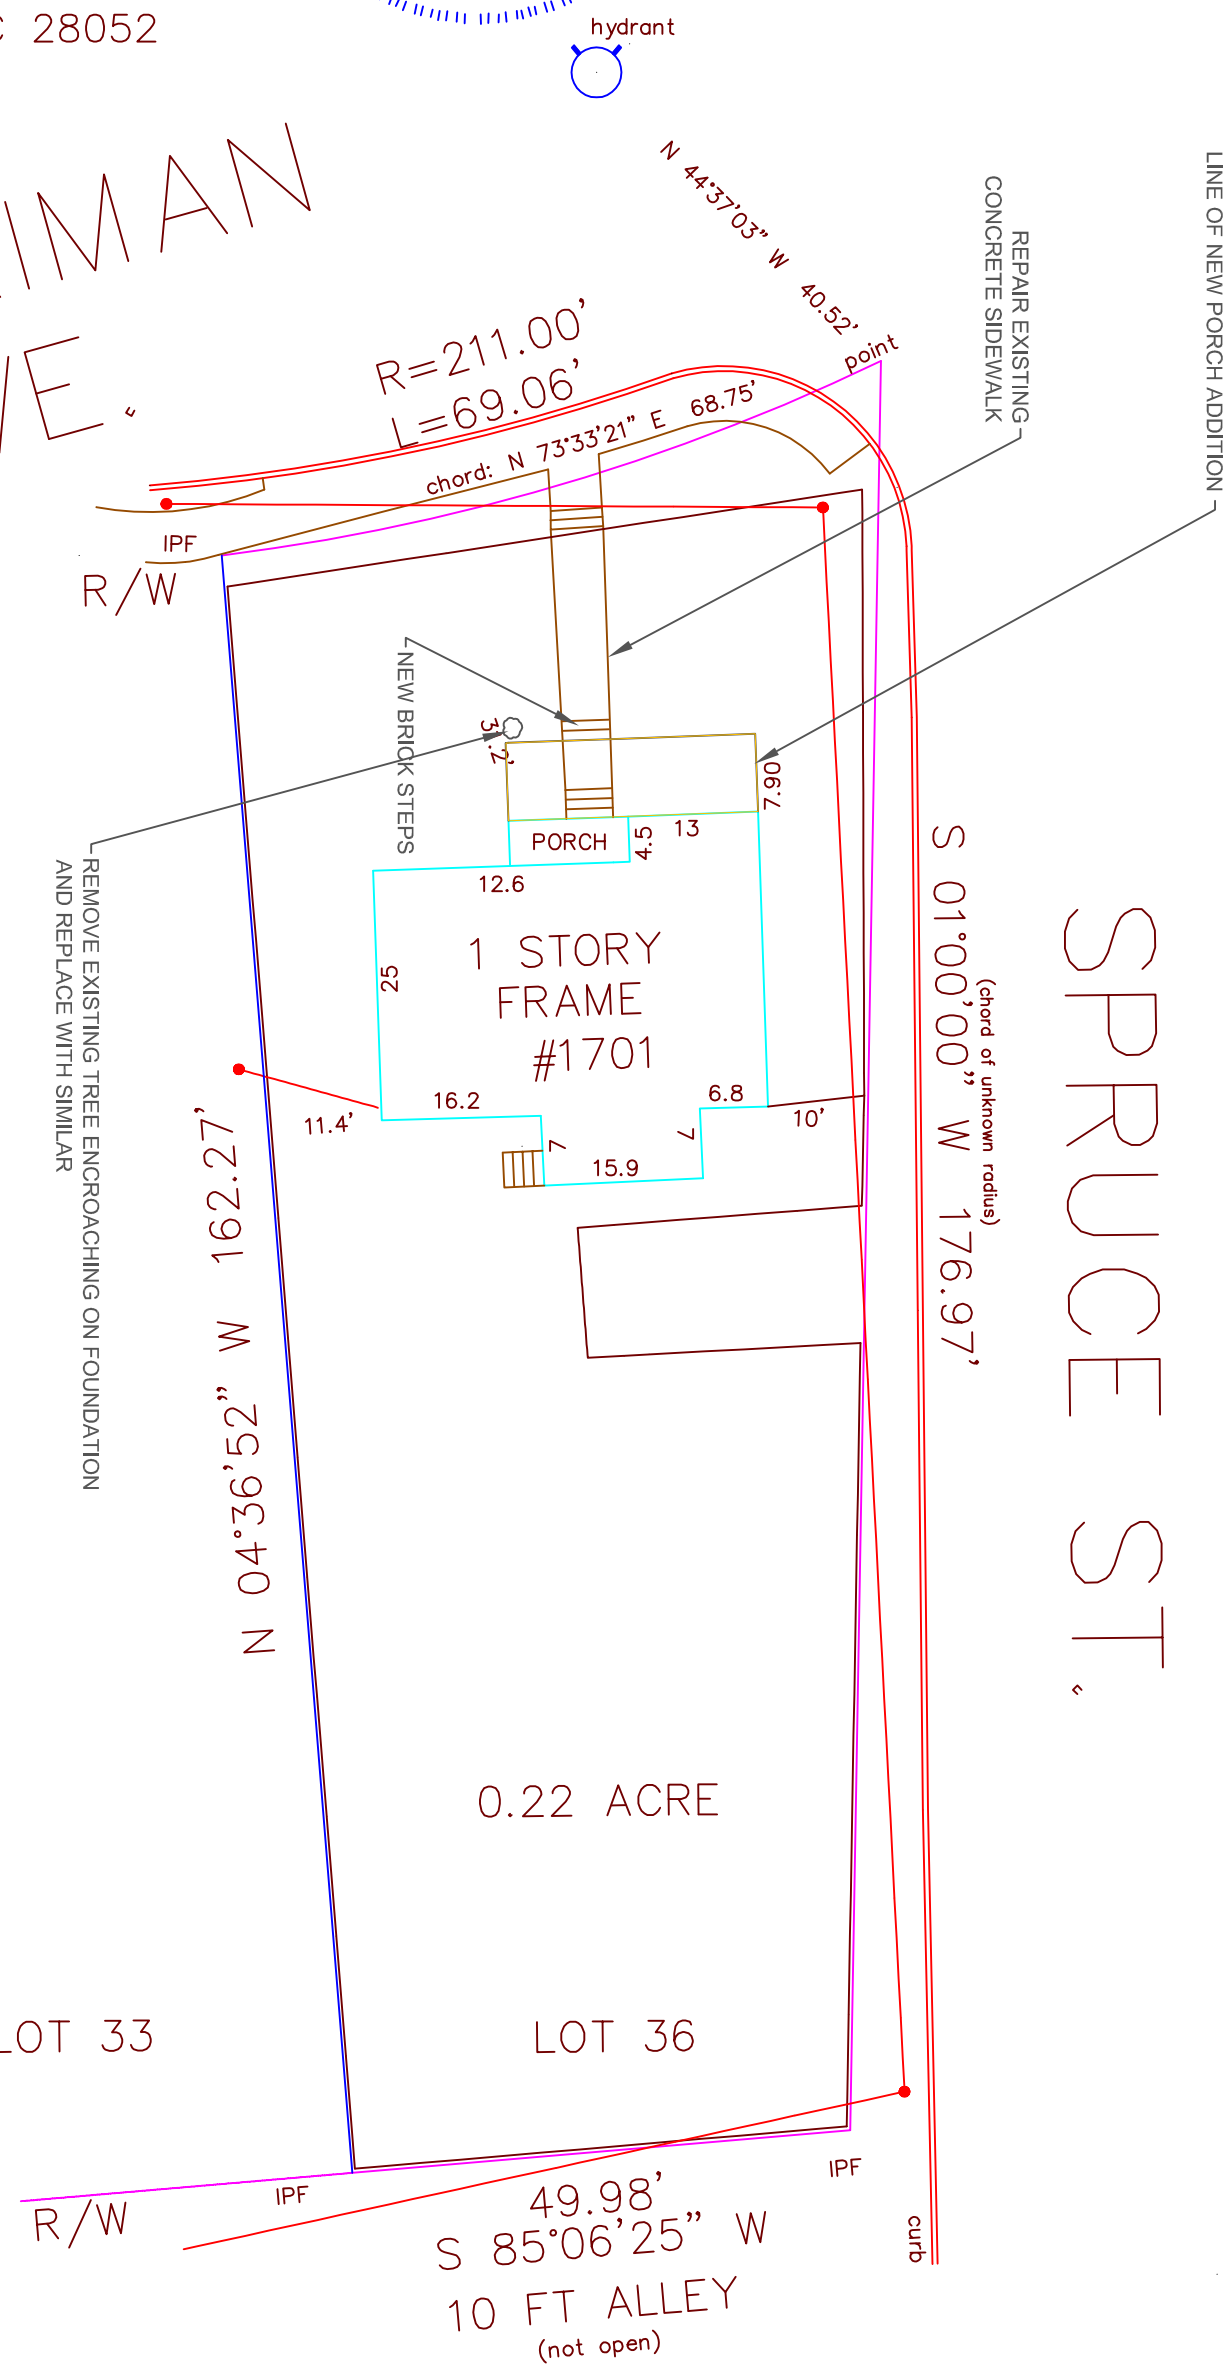 28052
hydrant
N 44°37'03" W 40.52'
point
LINE OF NEW PORCH ADDITION
REPAIR EXISTING
CONCRETE SIDEWALK
R=211.00'
L=69.06'
chord: N 73°33'21" E 68.75'
IPF
R/W
NEW BRICK STEPS
31.2'
7.90
PORCH
4.5
13
12.6
1 STORY
FRAME
#1701
25
16.2
11.4'
7
15.9
7
6.8
10'
REMOVE EXISTING TREE ENCROACHING ON FOUNDATION
AND REPLACE WITH SIMILAR
S 01°00'00" W 176.97'
(chord of unknown radius)
SPRUCE ST.
N 04°36'52" W 162.27'
0.22 ACRE
LOT 33
LOT 36
IPF
IPF
R/W
49.98'
S 85°06'25" W
10 FT ALLEY
(not open)
curb